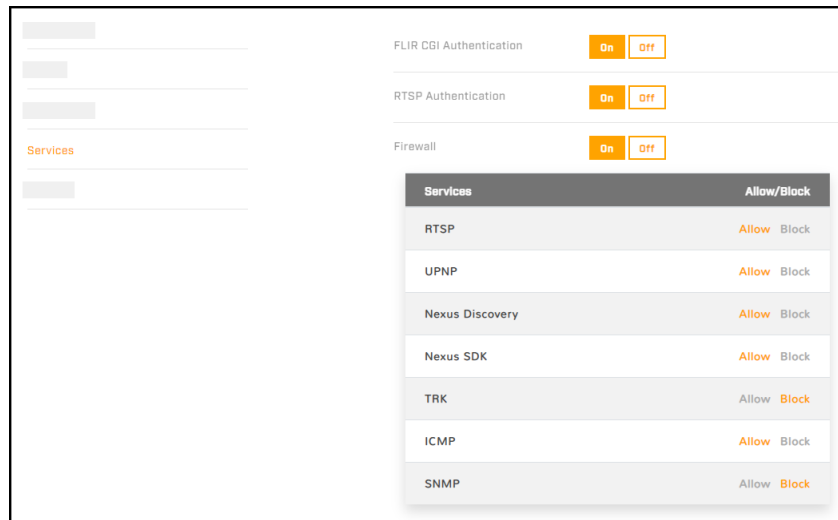 FLIR CGI Authentication On Off
RTSP Authentication On Off
Services
Firewall On Off
Services Allow/Block
RTSP Allow Block
UPNP Allow Block
Nexus Discovery Allow Block
Nexus SDK Allow Block
TRK Allow Block
ICMP Allow Block
SNMP Allow Block